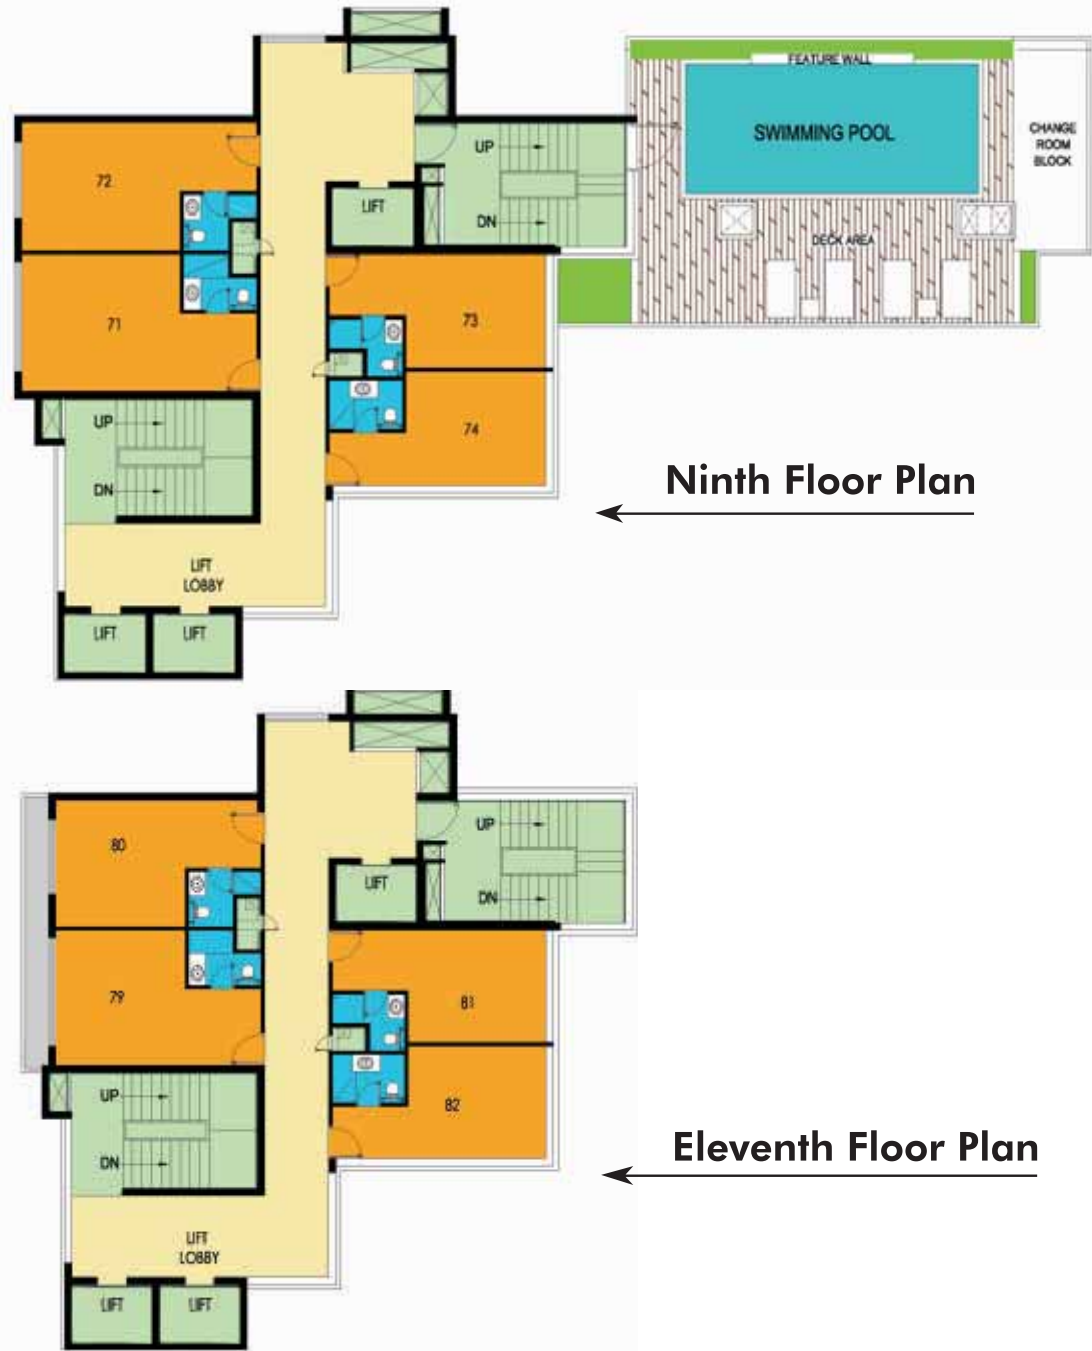 FEATURE WALL
SWIMMING POOL
CHANGE
ROOM
BLOCK
UP
72
LIFT
DN
DECK AREA
71
73
UP
74
DN
Ninth Floor Plan
LIFT
LOBBY
LIFT
LIFT
UP
80
LIFT
DN
79
81
UP
82
DN
Eleventh Floor Plan
LIFT
LOBBY
LIFT
LIFT